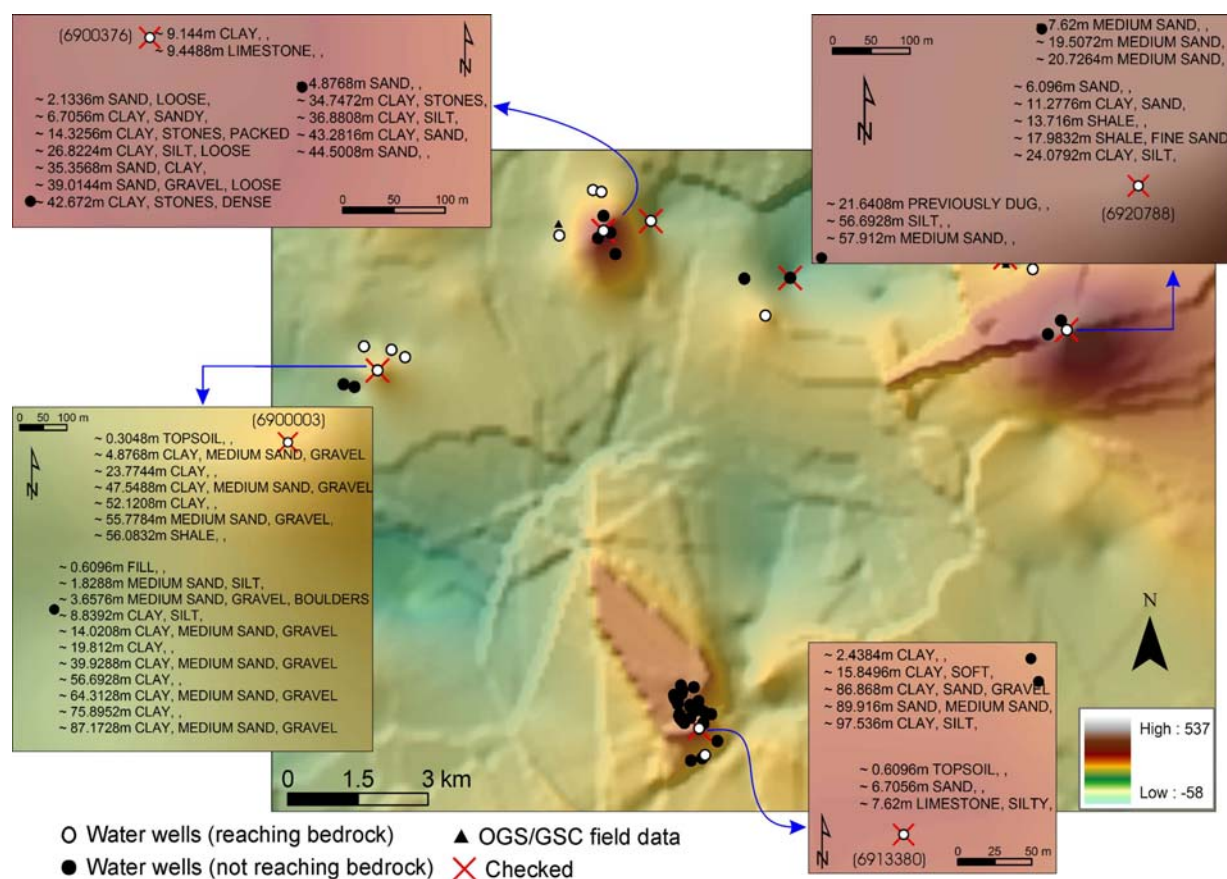 (6900376)
~ 9.144m CLAY, ,
~ 9.4488m LIMESTONE, ,
N
4.8768m SAND, ,
~ 34.7472m CLAY, STONES,
~ 36.8808m CLAY, SILT,
~ 43.2816m CLAY, SAND,
~ 44.5008m SAND, ,
~ 2.1336m SAND, LOOSE,
~ 6.7056m CLAY, SANDY,
~ 14.3256m CLAY, STONES, PACKED
~ 26.8224m CLAY, SILT, LOOSE
~ 35.3568m SAND, CLAY,
~ 39.0144m SAND, GRAVEL, LOOSE
~ 42.672m CLAY, STONES, DENSE
0 50 100 m
0 50 100 m
N
7.62m MEDIUM SAND, ,
~ 19.5072m MEDIUM SAND,
~ 20.7264m MEDIUM SAND,
~ 6.096m SAND, ,
~ 11.2776m CLAY, SAND,
~ 13.716m SHALE, ,
~ 17.9832m SHALE, FINE SAND
~ 24.0792m CLAY, SILT,
(6920788)
~ 21.6408m PREVIOUSLY DUG, ,
~ 56.6928m SILT, ,
~ 57.912m MEDIUM SAND, ,
0 50 100 m
N
(6900003)
~ 0.3048m TOPSOIL, ,
~ 4.8768m CLAY, MEDIUM SAND, GRAVEL
~ 23.7744m CLAY, ,
~ 47.5488m CLAY, MEDIUM SAND, GRAVEL
~ 52.1208m CLAY, ,
~ 55.7784m MEDIUM SAND, GRAVEL,
~ 56.0832m SHALE, ,
~ 0.6096m FILL, ,
~ 1.8288m MEDIUM SAND, SILT,
~ 3.6576m MEDIUM SAND, GRAVEL, BOULDERS
~ 8.8392m CLAY, SILT,
~ 14.0208m CLAY, MEDIUM SAND, GRAVEL
~ 19.812m CLAY, ,
~ 39.9288m CLAY, MEDIUM SAND, GRAVEL
~ 56.6928m CLAY, ,
~ 64.3128m CLAY, MEDIUM SAND, GRAVEL
~ 75.8952m CLAY, ,
~ 87.1728m CLAY, MEDIUM SAND, GRAVEL
~ 2.4384m CLAY, ,
~ 15.8496m CLAY, SOFT,
~ 86.868m CLAY, SAND, GRAVEL
~ 89.916m SAND, MEDIUM SAND,
~ 97.536m CLAY, SILT,
~ 0.6096m TOPSOIL, ,
~ 6.7056m SAND, ,
~ 7.62m LIMESTONE, SILTY,
N
(6913380)
0 25 50 m
N
High : 537
Low : -58
0 1.5 3 km
Water wells (reaching bedrock)
OGS/GSC field data
Water wells (not reaching bedrock)
Checked